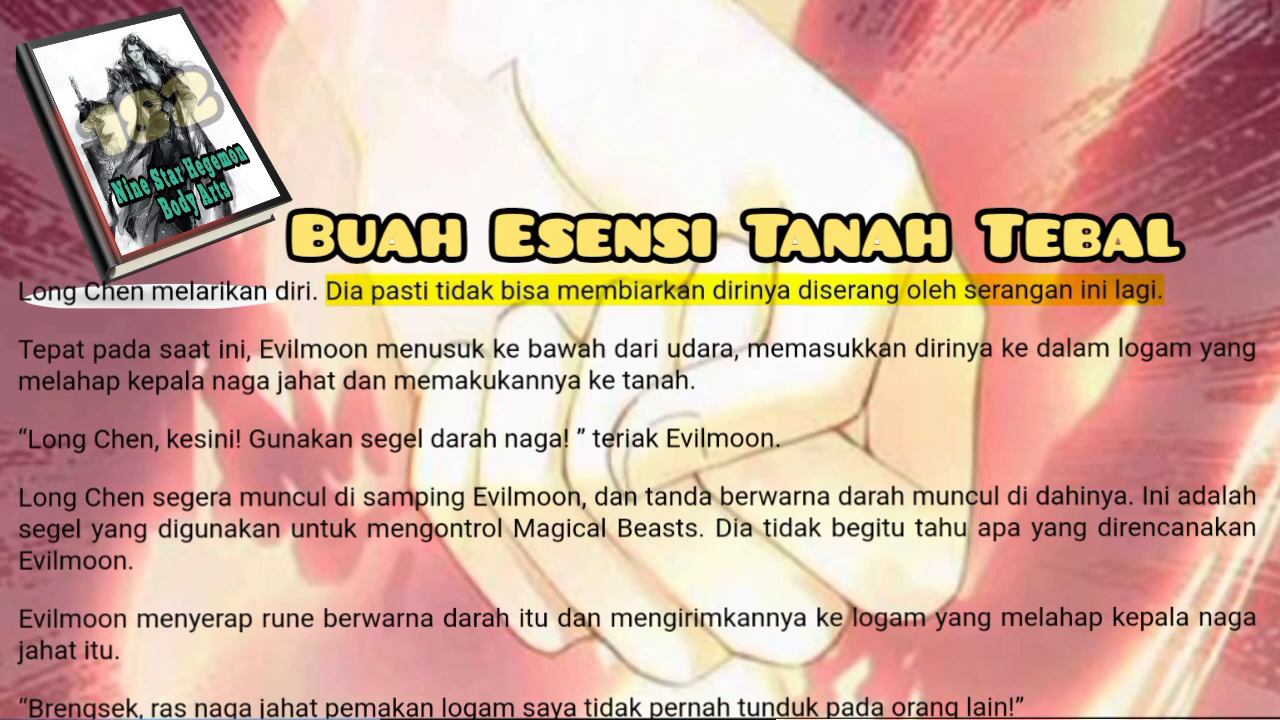 192
Nine Star Hegemon
Body Arts
BUAH ESENSI TANAH TEBAL
Long Chen melarikan diri. Dia pasti tidak bisa membiarkan dirinya diserang oleh serangan ini lagi.
Tepat pada saat ini, Evilmoon menusuk ke bawah dari udara, memasukkan dirinya ke dalam logam yang
melahap kepala naga jahat dan memakukannya ke tanah.
“Long Chen, kesini! Gunakan segel darah naga! ” teriak Evilmoon.
Long Chen segera muncul di samping Evilmoon, dan tanda berwarna darah muncul di dahinya. Ini adalah
segel yang digunakan untuk mengontrol Magical Beasts. Dia tidak begitu tahu apa yang direncanakan
Evilmoon.
Evilmoon menyerap rune berwarna darah itu dan mengirimkannya ke logam yang melahap kepala naga
jahat itu.
“Brengsek, ras naga jahat pemakan logam saya tidak pernah tunduk pada orang lain!”